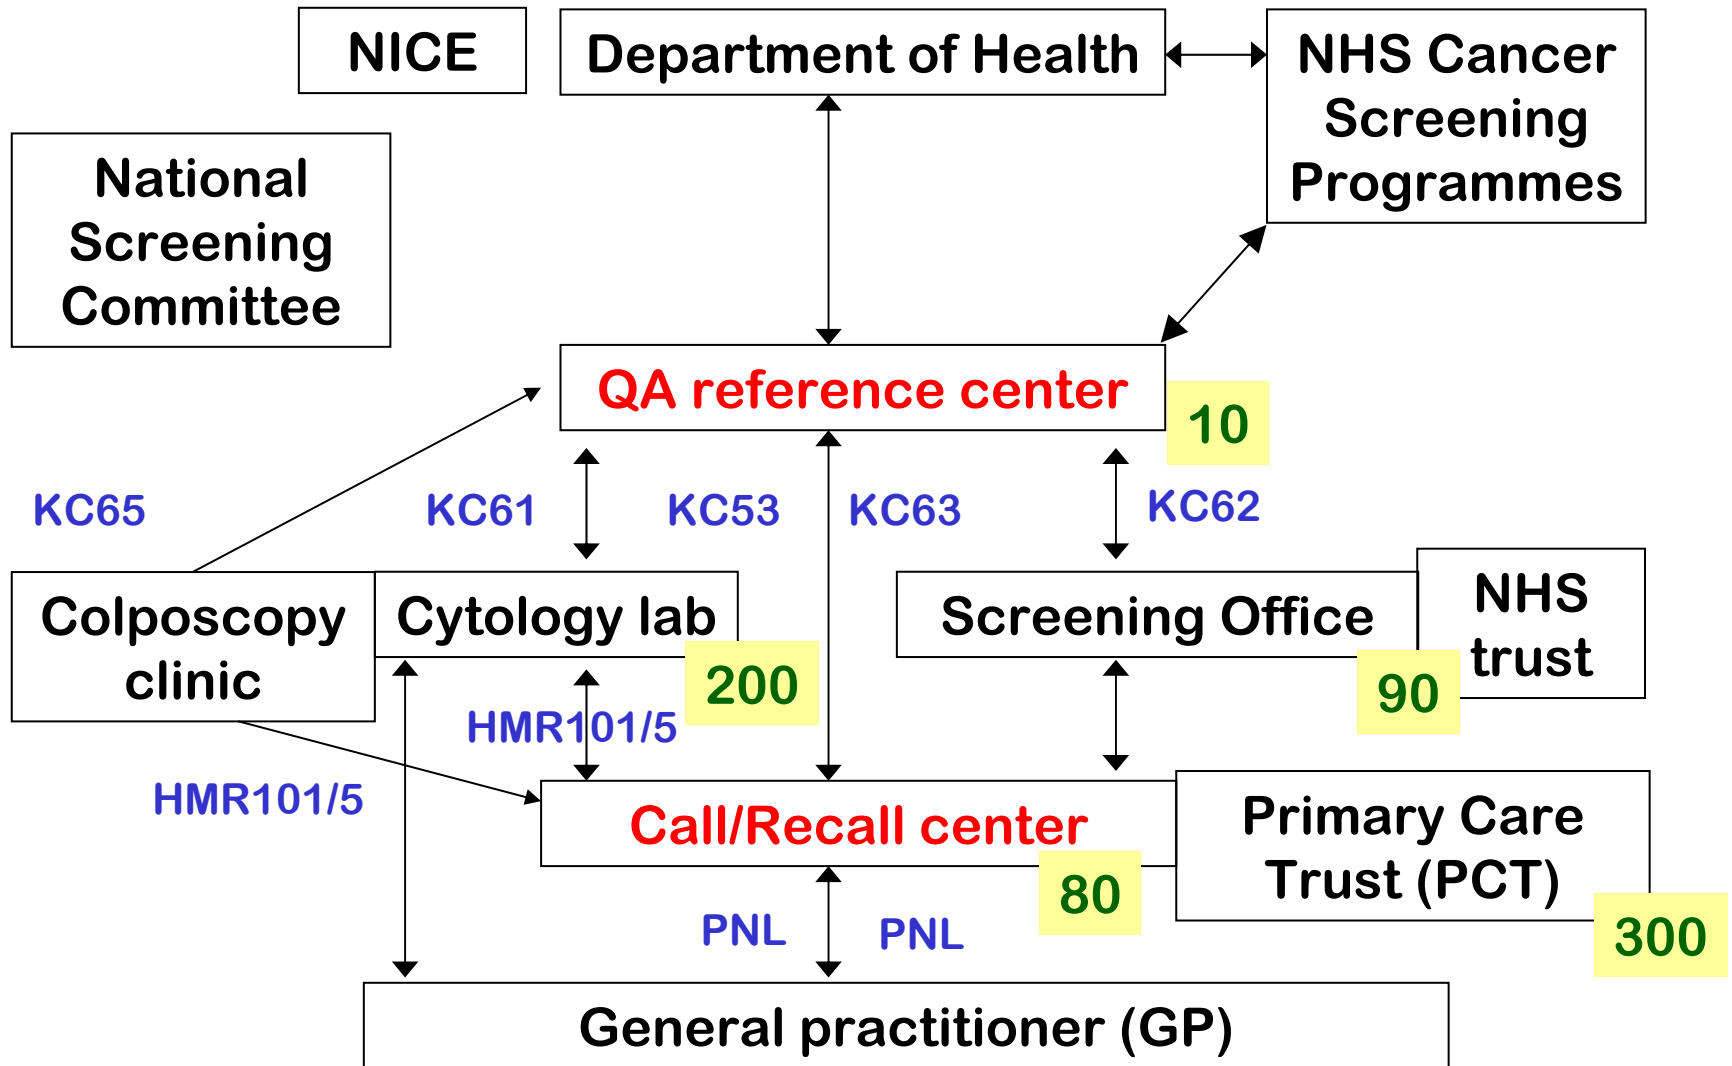 NICE
Department of Health
NHS Cancer
Screening
Programmes
National
Screening
Committee
QA reference center
10
KC65
KC61
KC53
KC63
KC62
Colposcopy
clinic
Cytology lab
200
Screening Office
90
NHS
trust
HMR101/5
HMR101/5
Call/Recall center
80
Primary Care
Trust (PCT)
300
PNL
PNL
General practitioner (GP)